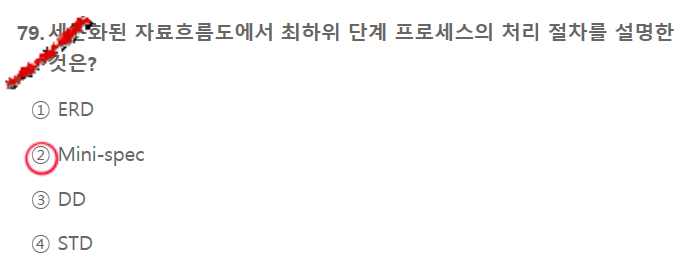 79. 세분화된 자료흐름도에서 최하위 단계 프로세스의 처리 절차를 설명한
것은?
① ERD
② Mini-spec
③ DD
④ STD